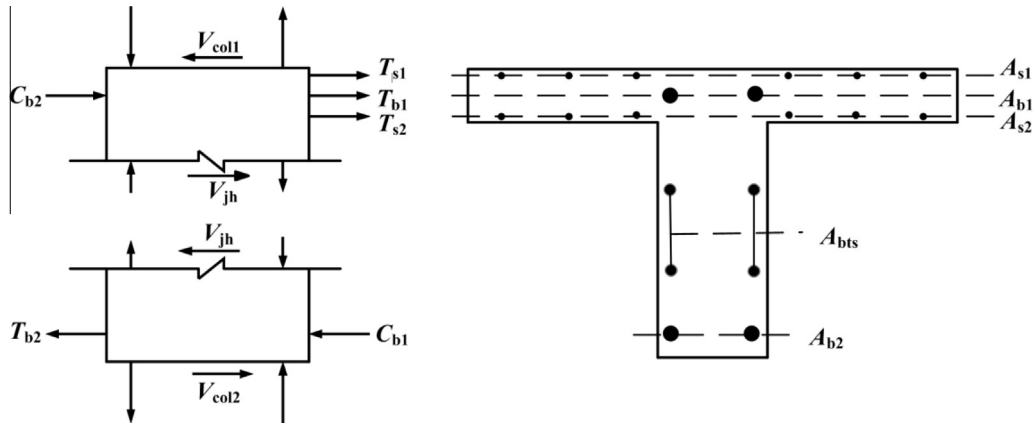 V_col1
C_b2
T_s1
T_b1
T_s2
V_jh
V_jh
T_b2
C_b1
V_col2
A_s1
A_b1
A_s2
A_bts
A_b2